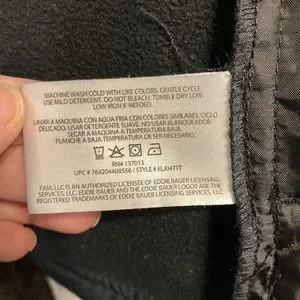 MACHINE WASH COLD WITH LIKE COLORS. GENTLE CYCLE.
USE MILD DETERGENT. DO NOT BLEACH. TUMBLE DRY LOW.
LOW IRON IF NEEDED.
LAVAR A MAQUINA CON AGUA FRIA CON COLORES SIMILARES. CICLO
DELICADO. USAR DETERGENTE SUAVE. NO USAR BLANQUEADOR.
SECAR A MAQUINA A TEMPERATURA BAJA.
PLANCHE A BAJA TEMPERATURA CUANDO SEA NECESARIO.
RN# 137013
UPC # 764204409556 / STYLE # ELJ0471T
FAM, LLC IS AN AUTHORIZED LICENSEE OF EDDIE BAUER LICENSING
SERVICES, LLC. EDDIE BAUER AND EDDIE BAUER LOGOS ARE THE
REGISTERED TRADEMARKS OF EDDIE BAUER LICENSING SERVICES, LLC.